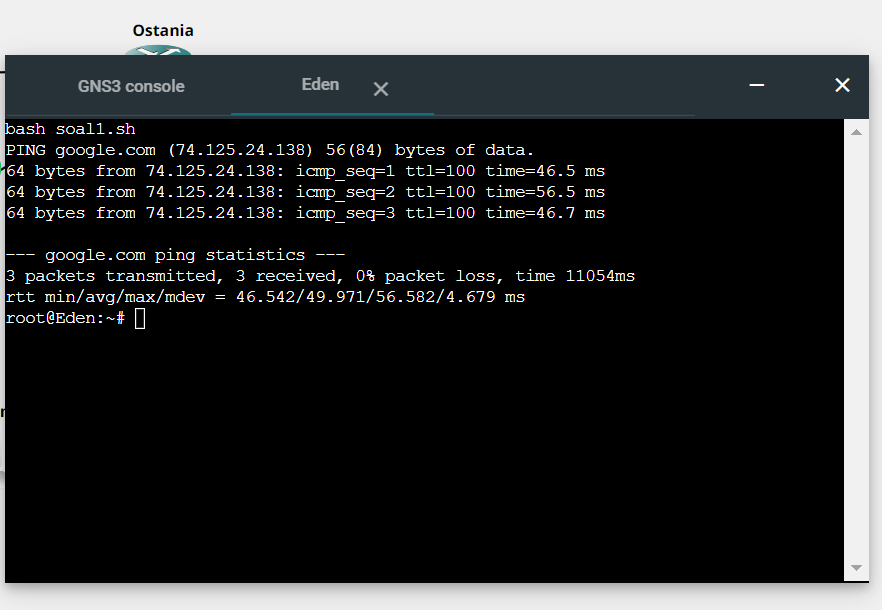 Ostania
GNS3 console
Eden
bash soal1.sh
PING google.com (74.125.24.138) 56(84) bytes of data.
64 bytes from 74.125.24.138: icmp_seq=1 ttl=100 time=46.5 ms
64 bytes from 74.125.24.138: icmp_seq=2 ttl=100 time=56.5 ms
64 bytes from 74.125.24.138: icmp_seq=3 ttl=100 time=46.7 ms
--- google.com ping statistics ---
3 packets transmitted, 3 received, 0% packet loss, time 11054ms
rtt min/avg/max/mdev = 46.542/49.971/56.582/4.679 ms
root@Eden:~#